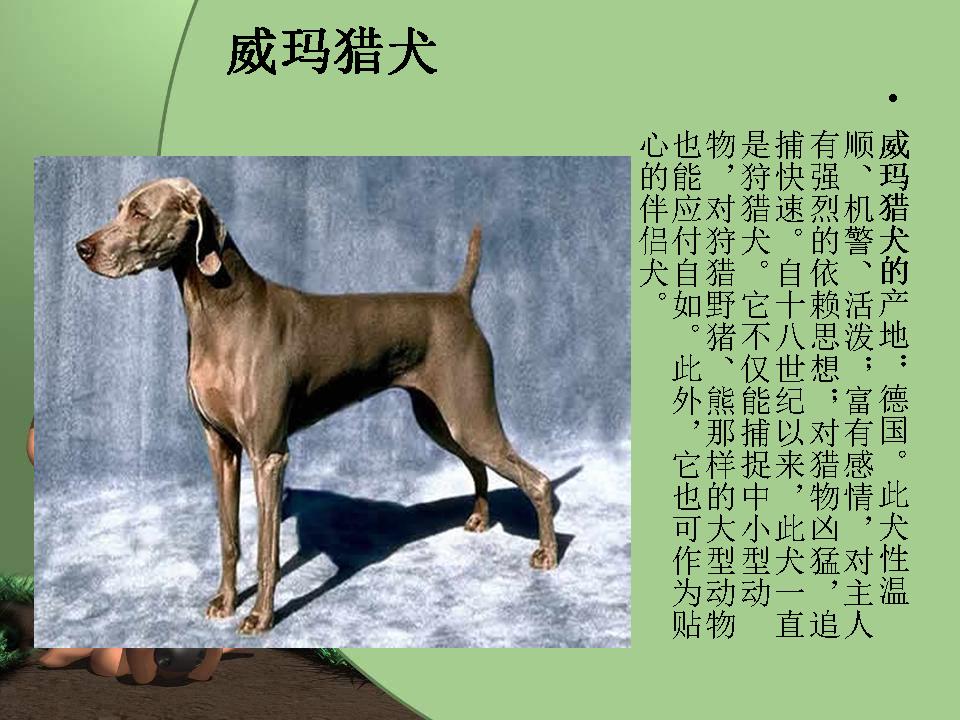 威玛猎犬
•
威玛猎犬的产地：德国。此犬性温
顺、机警、活泼；富有感情，对主人
有强烈的依赖思想；对猎物凶猛，追
捕快速。自十八世纪以来，此犬一直
是狩猎犬。它不仅能捕捉中小型动
物，对狩猎野猪、熊那样的大型动物
也能应付自如。此外，它也可作为贴
心的伴侣犬。